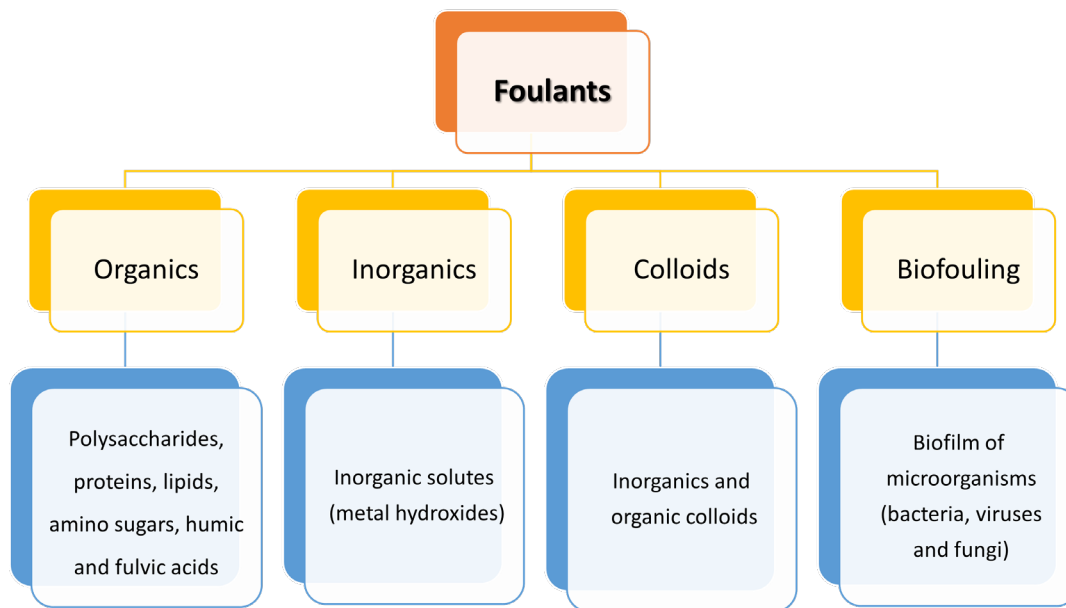 Foulants
Organics
Inorganics
Colloids
Biofouling
Polysaccharides,
proteins, lipids,
amino sugars, humic
and fulvic acids
Inorganic solutes
(metal hydroxides)
Inorganics and
organic colloids
Biofilm of
microorganisms
(bacteria, viruses
and fungi)